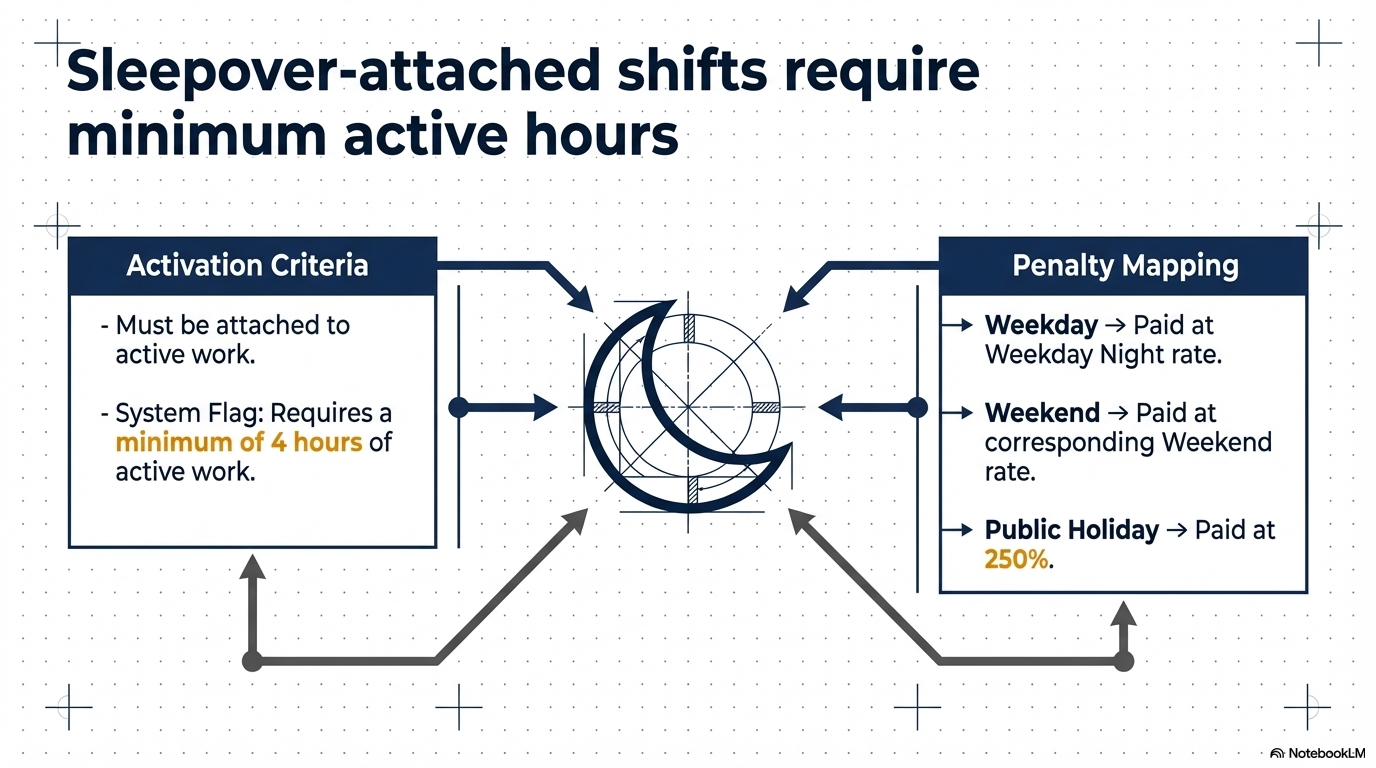 Sleepover-attached shifts require
minimum active hours
Activation Criteria
- Must be attached to
active work.
- System Flag: Requires a
minimum of 4 hours of
active work.
Penalty Mapping
Weekday → Paid at
Weekday Night rate.
Weekend → Paid at
corresponding Weekend
rate.
Public Holiday → Paid at
250%.
NotebookLM